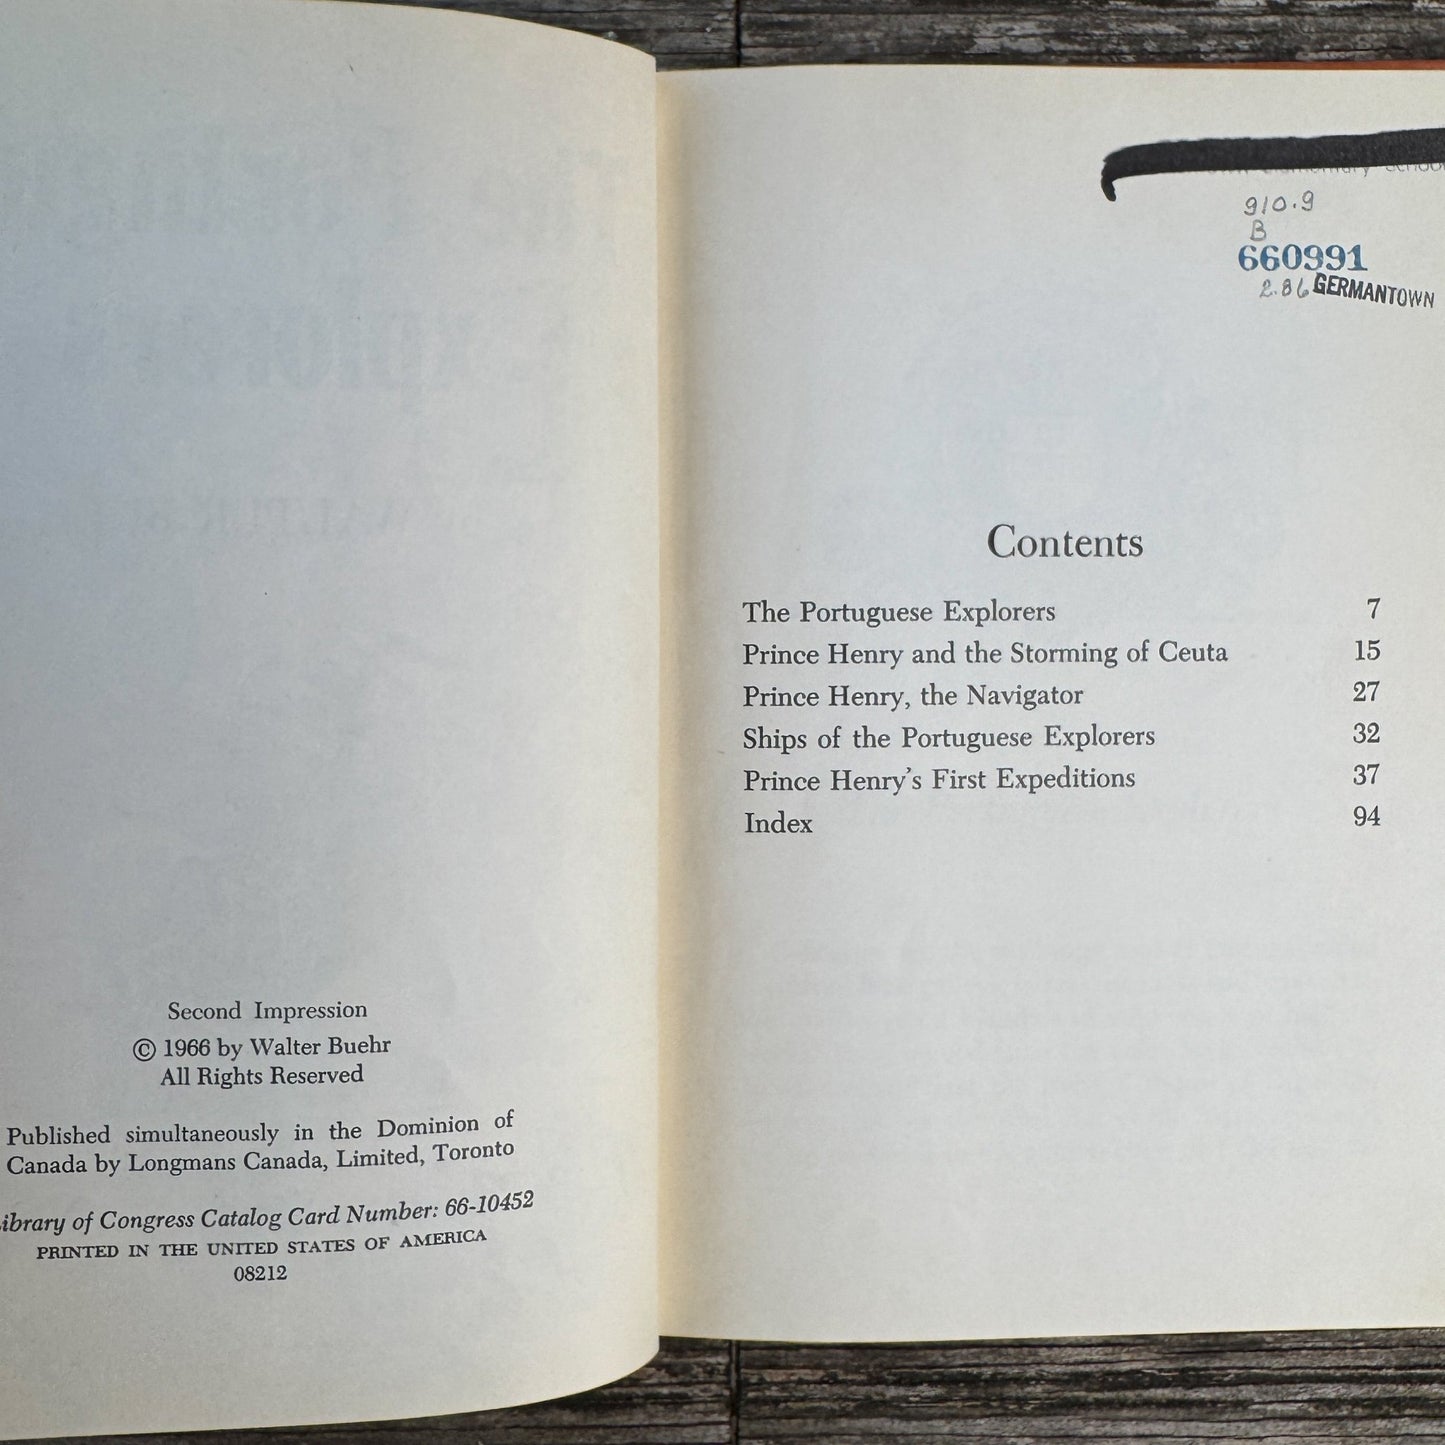 Second Impression
© 1966 by Walter Buehr
All Rights Reserved
Published simultaneously in the Dominion of
Canada by Longmans Canada, Limited, Toronto
ibrary of Congress Catalog Card Number: 66-10452
PRINTED IN THE UNITED STATES OF AMERICA
08212
910.9
B
660991
2.86 GERMANTOWN
Contents
The Portuguese Explorers 7
Prince Henry and the Storming of Ceuta 15
Prince Henry, the Navigator 27
Ships of the Portuguese Explorers 32
Prince Henry's First Expeditions 37
Index 94